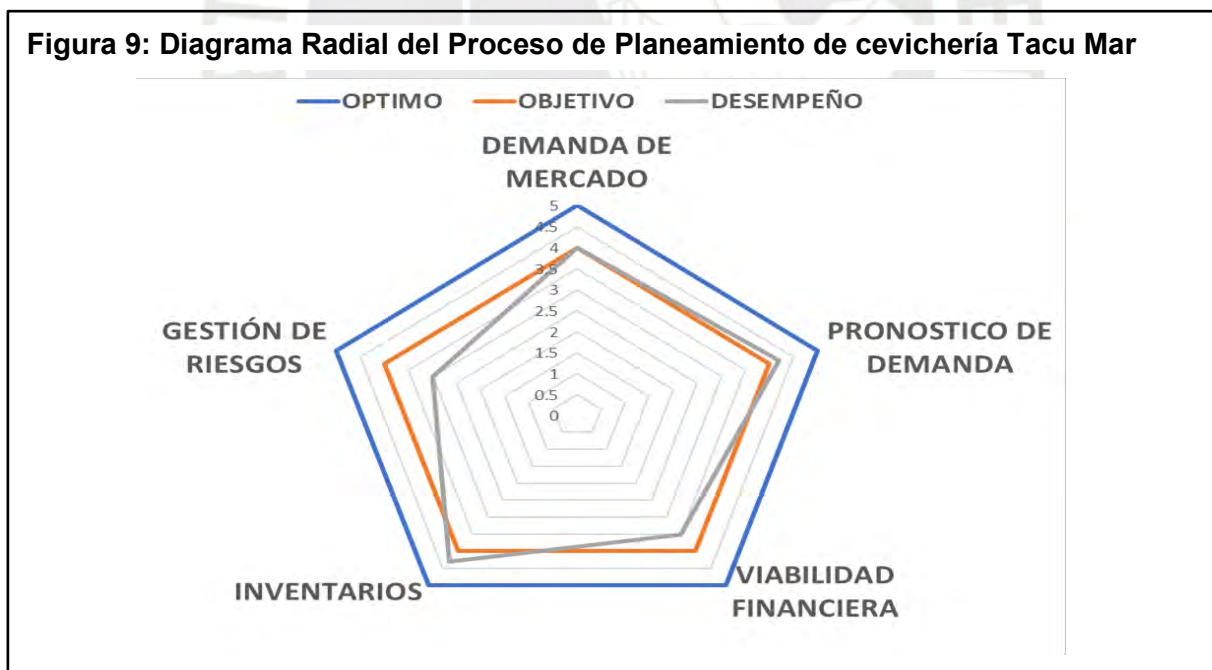 Figura 9: Diagrama Radial del Proceso de Planeamiento de cevichería Tacu Mar
OPTIMO OBJETIVO DESEMPEÑO
DEMANDA DE
MERCADO
5
4.5
4
3.5
3
2.5
2
1.5
1
0.5
0
PRONOSTICO DE
DEMANDA
VIABILIDAD
FINANCIERA
INVENTARIOS
GESTIÓN DE
RIESGOS